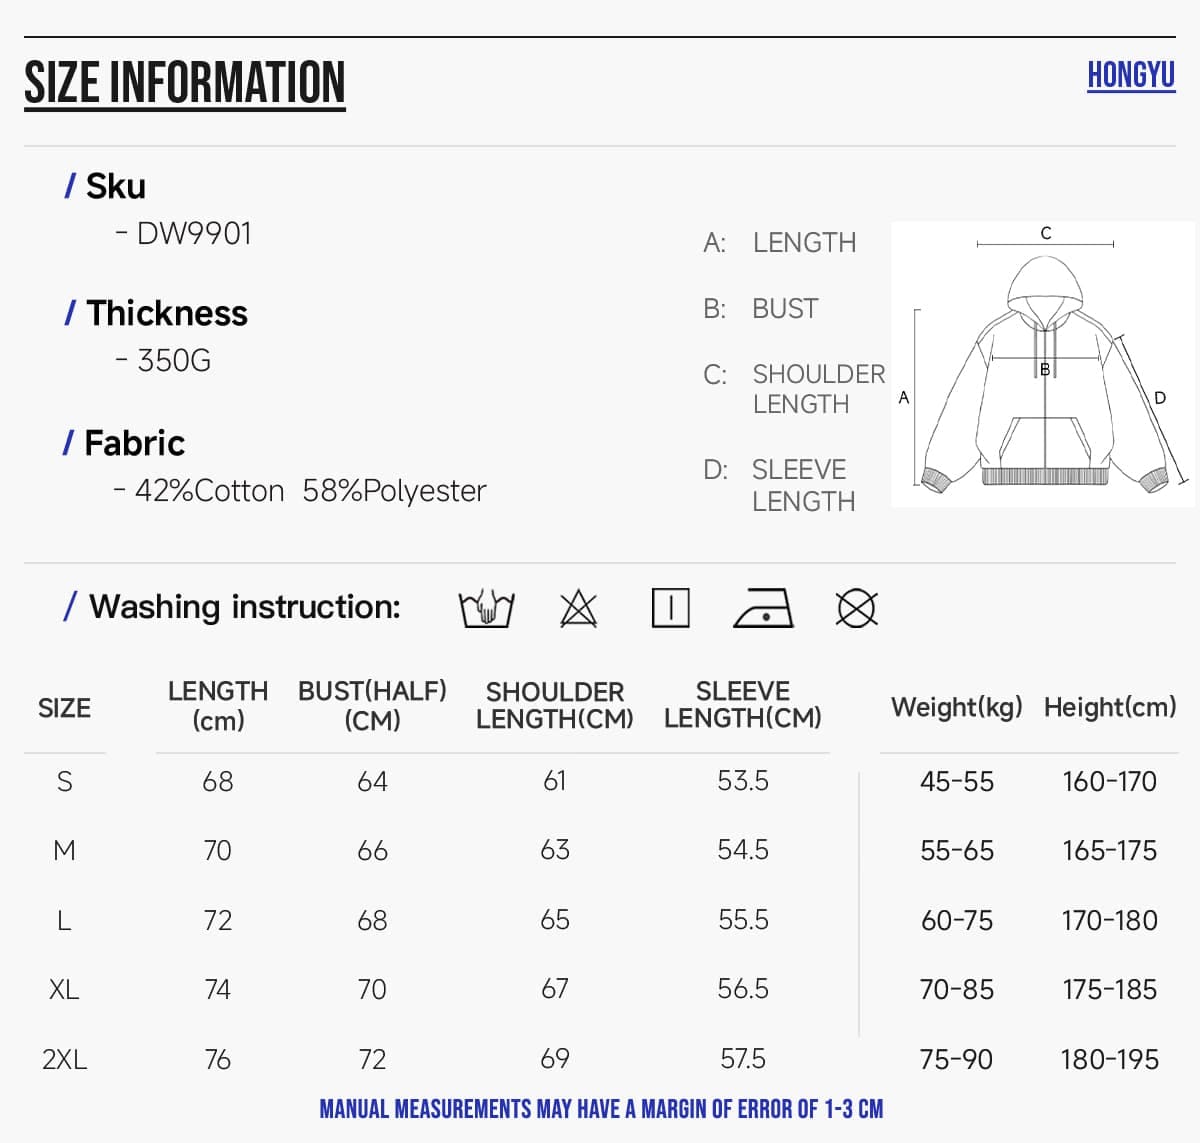 SIZE INFORMATION
HONGYU
/ Sku
- DW9901
/ Thickness
- 350G
/ Fabric
- 42%Cotton 58%Polyester
A: LENGTH
B: BUST
C: SHOULDER
LENGTH
D: SLEEVE
LENGTH
C
A
B
D
/ Washing instruction:
SIZE
LENGTH
(cm)
BUST(HALF)
(CM)
SHOULDER
LENGTH(CM)
SLEEVE
LENGTH(CM)
Weight(kg)
Height(cm)
S 68 64 61 53.5 45-55 160-170
M 70 66 63 54.5 55-65 165-175
L 72 68 65 55.5 60-75 170-180
XL 74 70 67 56.5 70-85 175-185
2XL 76 72 69 57.5 75-90 180-195
MANUAL MEASUREMENTS MAY HAVE A MARGIN OF ERROR OF 1-3 CM